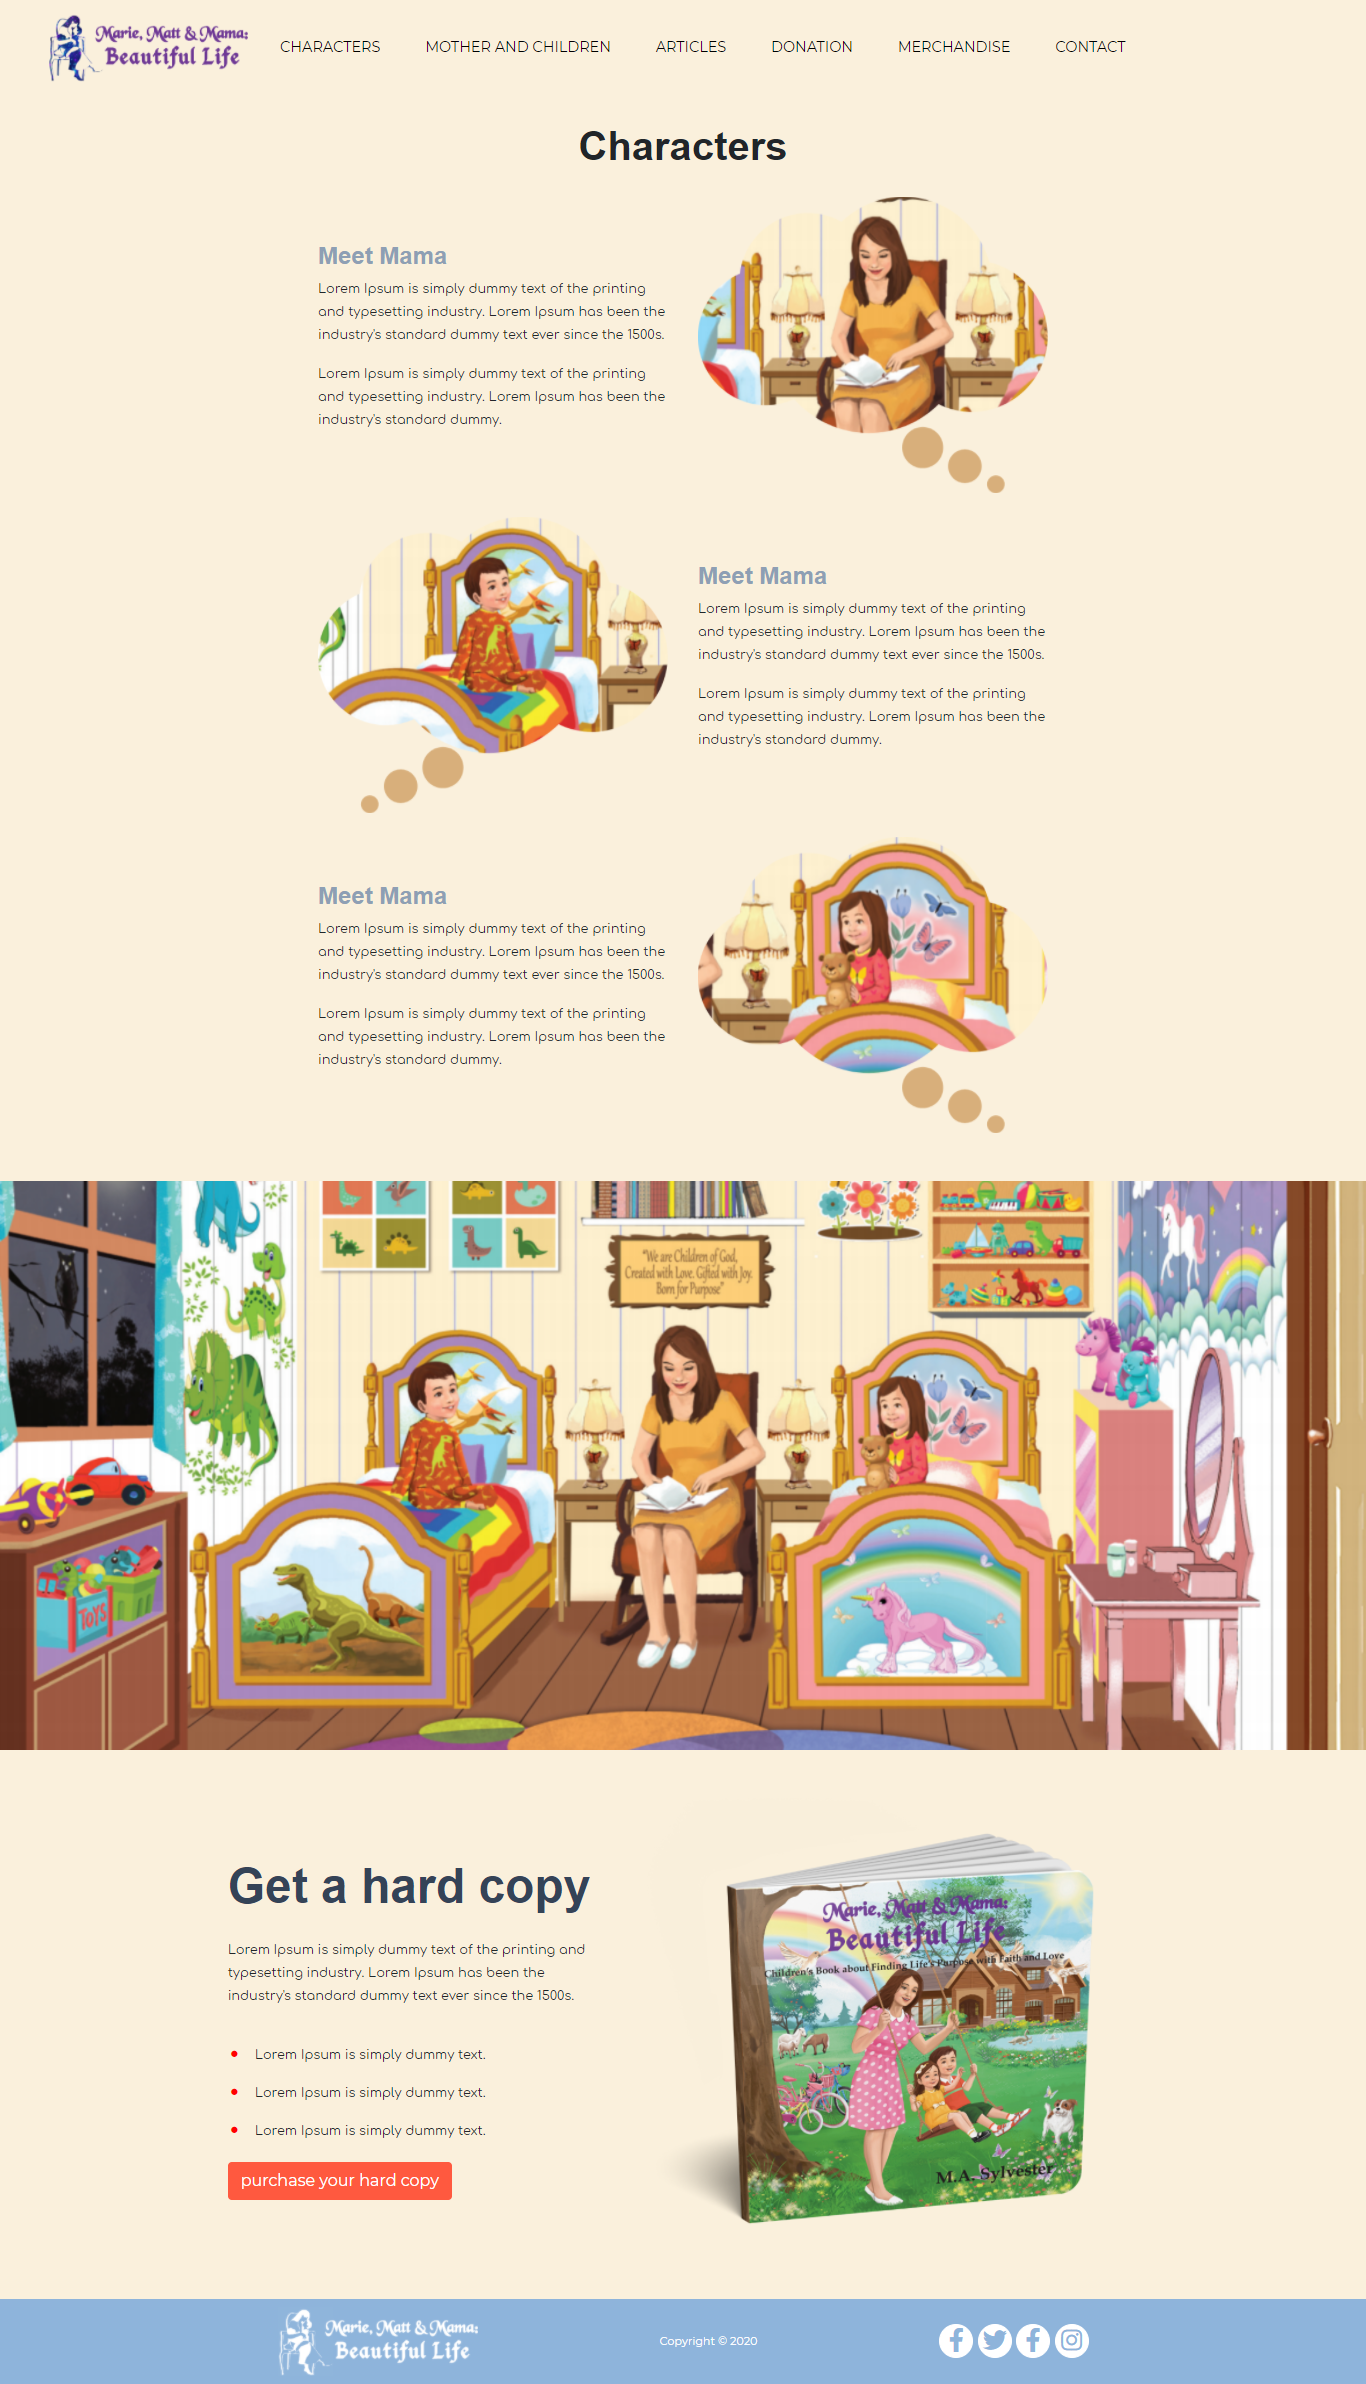 Marie, Matt & Mama:
Beautiful Life
CHARACTERS MOTHER AND CHILDREN ARTICLES DONATION MERCHANDISE CONTACT
Characters
Meet Mama
Lorem Ipsum is simply dummy text of the printing
and typesetting industry. Lorem Ipsum has been the
industry's standard dummy text ever since the 1500s.
Lorem Ipsum is simply dummy text of the printing
and typesetting industry. Lorem Ipsum has been the
industry's standard dummy.
Meet Mama
Lorem Ipsum is simply dummy text of the printing
and typesetting industry. Lorem Ipsum has been the
industry's standard dummy text ever since the 1500s.
Lorem Ipsum is simply dummy text of the printing
and typesetting industry. Lorem Ipsum has been the
industry's standard dummy.
Meet Mama
Lorem Ipsum is simply dummy text of the printing
and typesetting industry. Lorem Ipsum has been the
industry's standard dummy text ever since the 1500s.
Lorem Ipsum is simply dummy text of the printing
and typesetting industry. Lorem Ipsum has been the
industry's standard dummy.
"We are Children of God,
Created with Love. Gifted with Joy.
Born for Purpose"
TOYS
Get a hard copy
Lorem Ipsum is simply dummy text of the printing and
typesetting industry. Lorem Ipsum has been the
industry's standard dummy text ever since the 1500s.
Lorem Ipsum is simply dummy text.
Lorem Ipsum is simply dummy text.
Lorem Ipsum is simply dummy text.
purchase your hard copy
Marie, Matt & Mama:
Beautiful Life
Children's Book about Finding Life's Purpose with Faith and Love
M.A. Sylvester
Marie, Matt & Mama:
Beautiful Life
Copyright © 2020